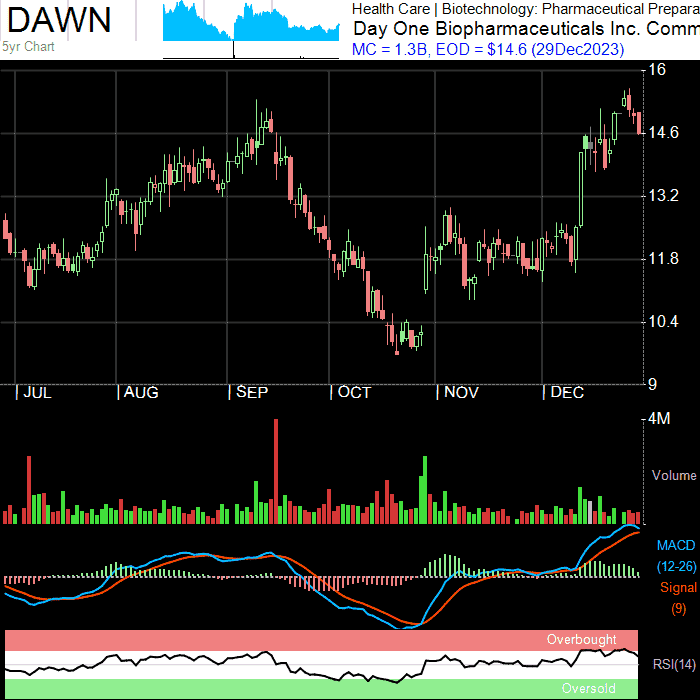 DAWN
5yr Chart
Health Care | Biotechnology: Pharmaceutical Prepara
Day One Biopharmaceuticals Inc. Comm
MC = 1.3B, EOD = $14.6 (29Dec2023)
16
14.6
13.2
11.8
10.4
9
| JUL | AUG | SEP | OCT | NOV | DEC
4M
Volume
MACD
(12-26)
Signal
(9)
Overbought
RSI(14)
Oversold